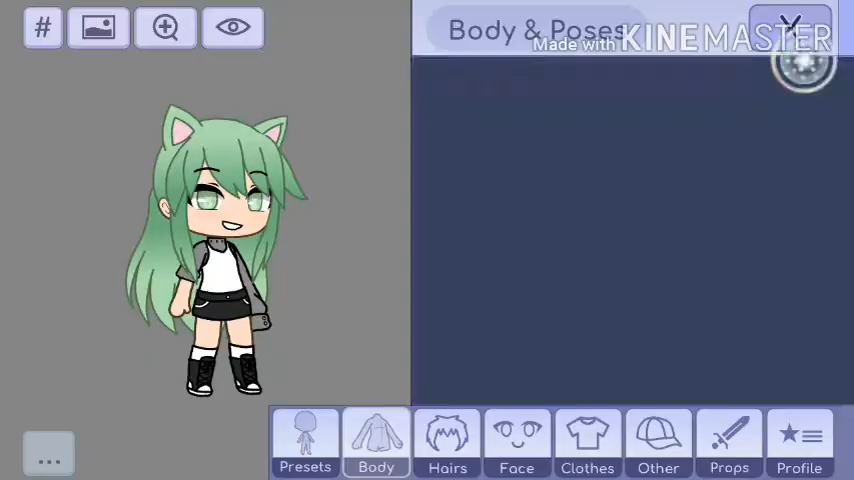 #
Body & Poses
X
Made with KINEMASTER
...
Presets
Body
Hairs
Face
Clothes
Other
Props
Profile